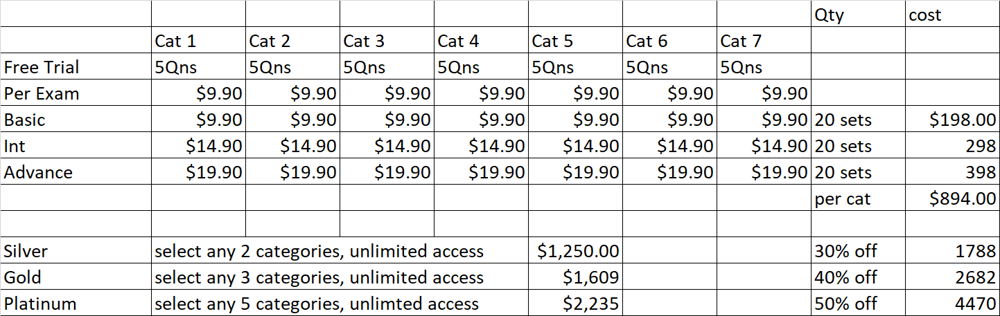 Qty cost
Cat 1 Cat 2 Cat 3 Cat 4 Cat 5 Cat 6 Cat 7
Free Trial 5Qns 5Qns 5Qns 5Qns 5Qns 5Qns 5Qns
Per Exam $9.90 $9.90 $9.90 $9.90 $9.90 $9.90 $9.90
Basic $9.90 $9.90 $9.90 $9.90 $9.90 $9.90 $9.90 20 sets $198.00
Int $14.90 $14.90 $14.90 $14.90 $14.90 $14.90 $14.90 20 sets 298
Advance $19.90 $19.90 $19.90 $19.90 $19.90 $19.90 $19.90 20 sets 398
per cat $894.00
Silver select any 2 categories, unlimited access $1,250.00 30% off 1788
Gold select any 3 categories, unlimited access $1,609 40% off 2682
Platinum select any 5 categories, unlimted access $2,235 50% off 4470